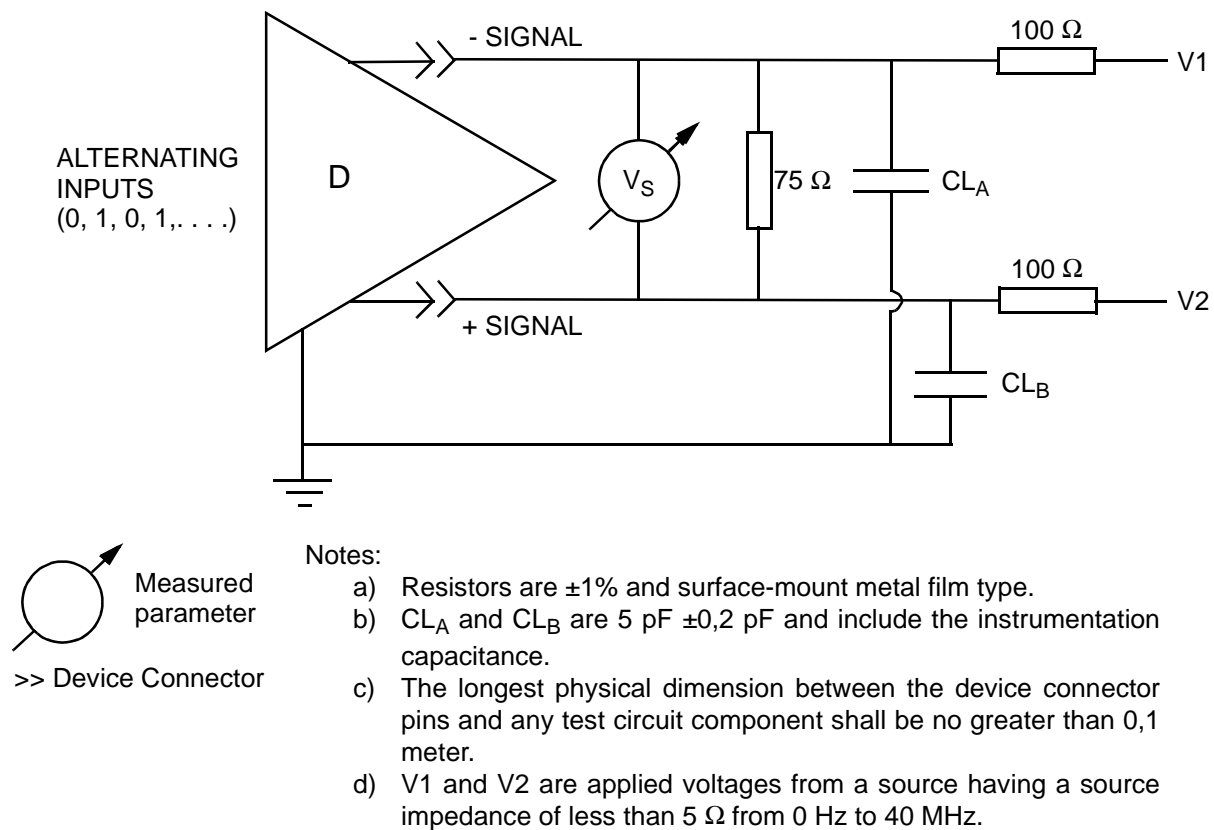 - SIGNAL
100 Ω
V1
ALTERNATING
INPUTS
(0, 1, 0, 1,. . . .)
D
VS
75 Ω
CLA
100 Ω
V2
+ SIGNAL
CLB
Measured
parameter
>> Device Connector
Notes:
a) Resistors are ±1% and surface-mount metal film type.
b) CLA and CLB are 5 pF ±0,2 pF and include the instrumentation
capacitance.
c) The longest physical dimension between the device connector
pins and any test circuit component shall be no greater than 0,1
meter.
d) V1 and V2 are applied voltages from a source having a source
impedance of less than 5 Ω from 0 Hz to 40 MHz.